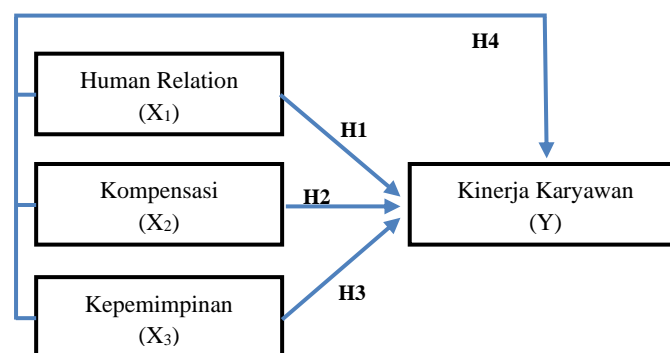 H4
Human Relation
(X₁)
H1
Kompensasi
(X₂)
H2
Kinerja Karyawan
(Y)
H3
Kepemimpinan
(X₃)